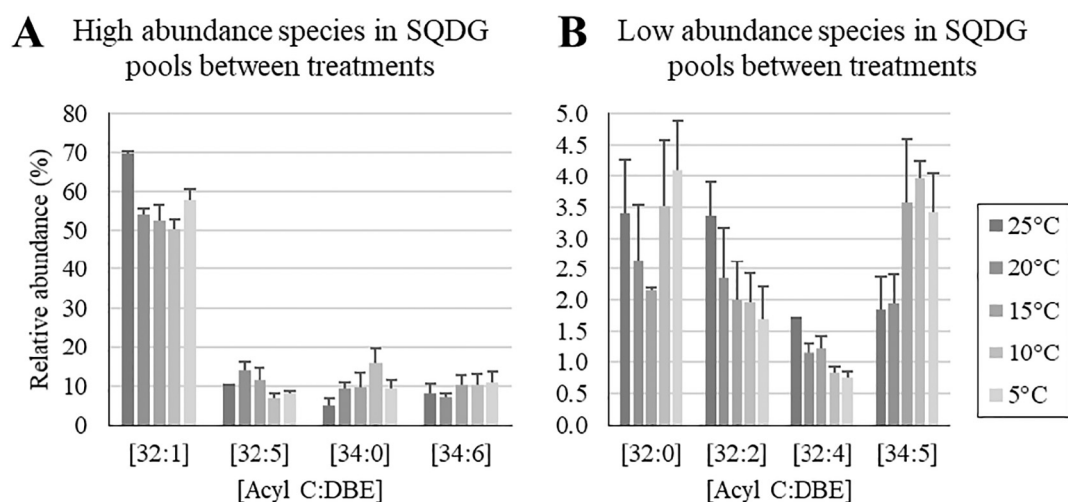 A High abundance species in SQDG
pools between treatments
Relative abundance (%)
80
70
60
50
40
30
20
10
0
[32:1] [32:5] [34:0] [34:6]
[Acyl C:DBE]
B Low abundance species in SQDG
pools between treatments
5.0
4.5
4.0
3.5
3.0
2.5
2.0
1.5
1.0
0.5
0.0
[32:0] [32:2] [32:4] [34:5]
[Acyl C:DBE]
25°C
20°C
15°C
10°C
5°C